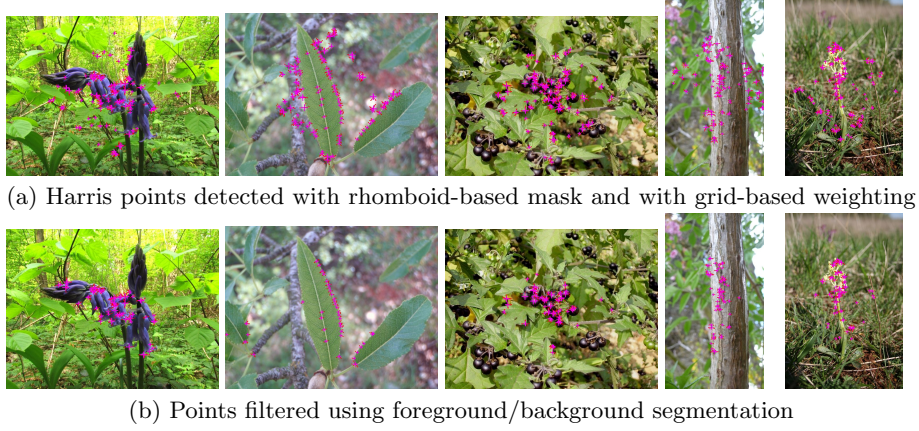 (a) Harris points detected with rhomboid-based mask and with grid-based weighting
(b) Points filtered using foreground/background segmentation